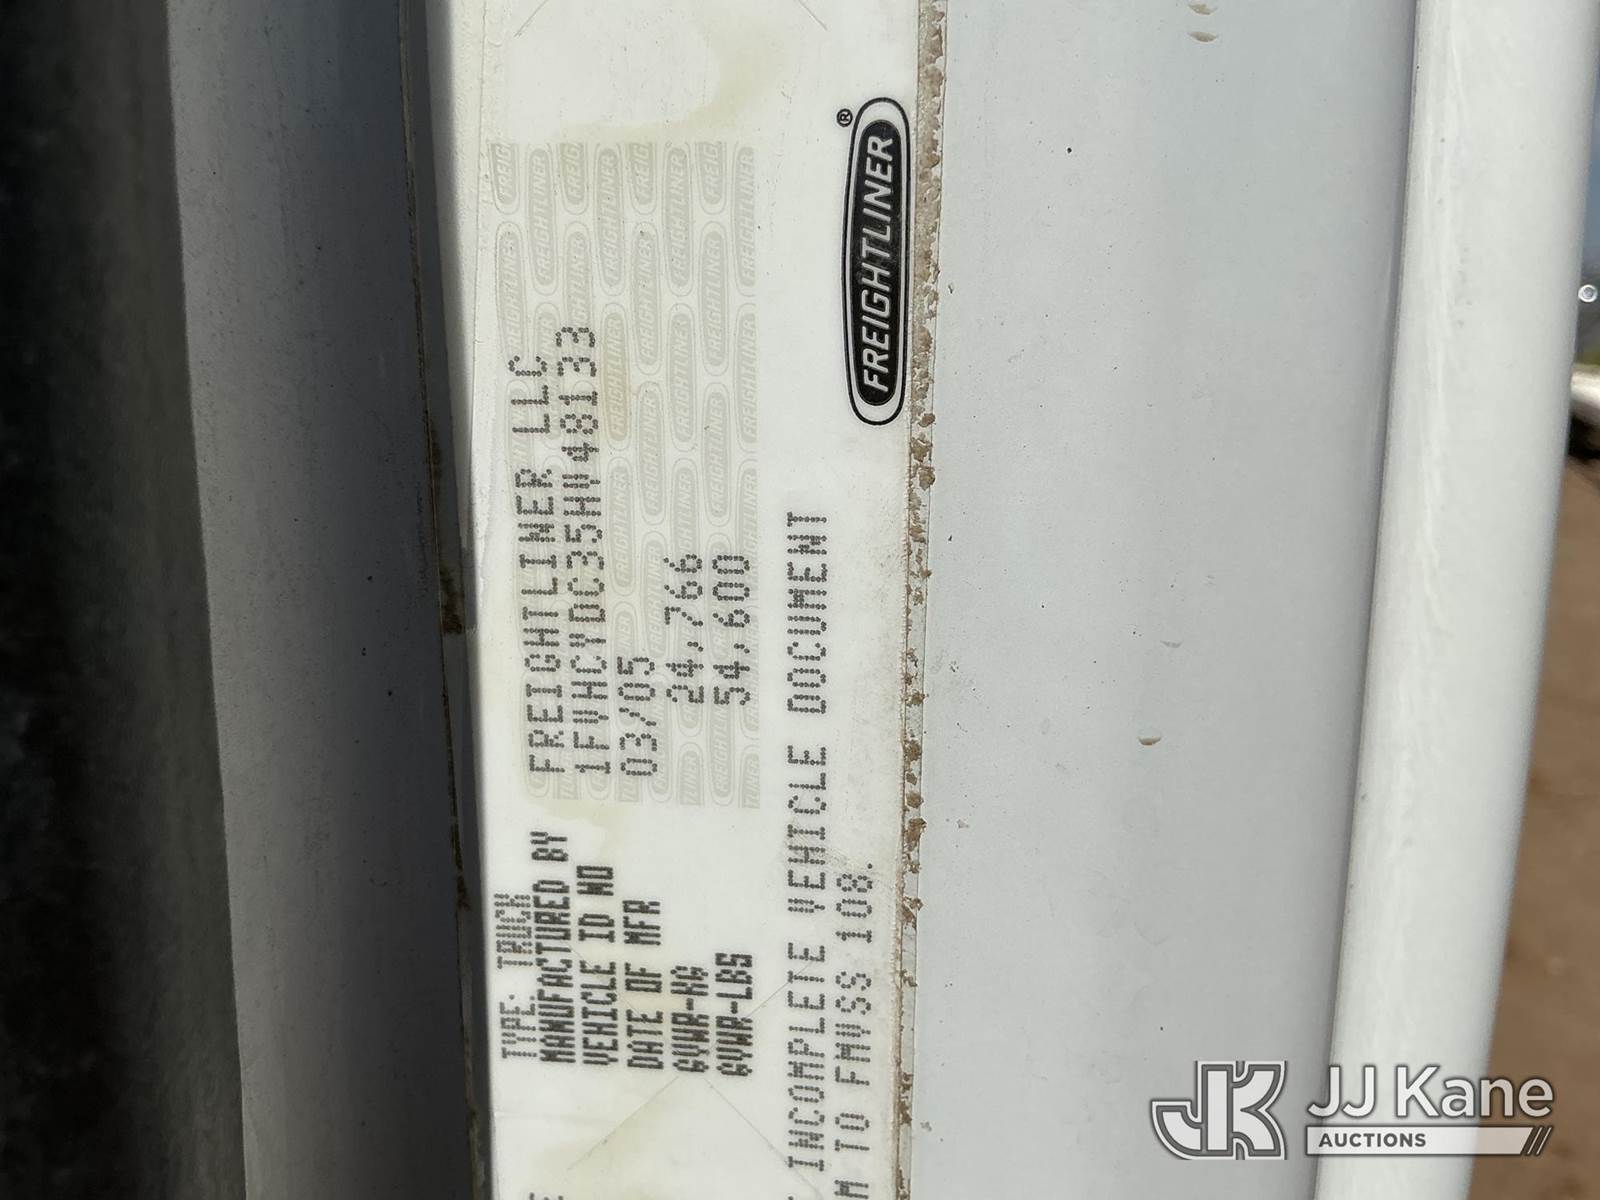 TYPE: TRUCK
MANUFACTURED BY FREIGHTLINER LLC
VEHICLE ID NO 1FVHCYDC35HV48133
DATE OF MFR 03/05
GVWR-KG 24,766
GVWR-LBS 54,600
INCOMPLETE VEHICLE DOCUMENT
TO FMVSS 108.
FREIGHTLINER®
JJ Kane
AUCTIONS